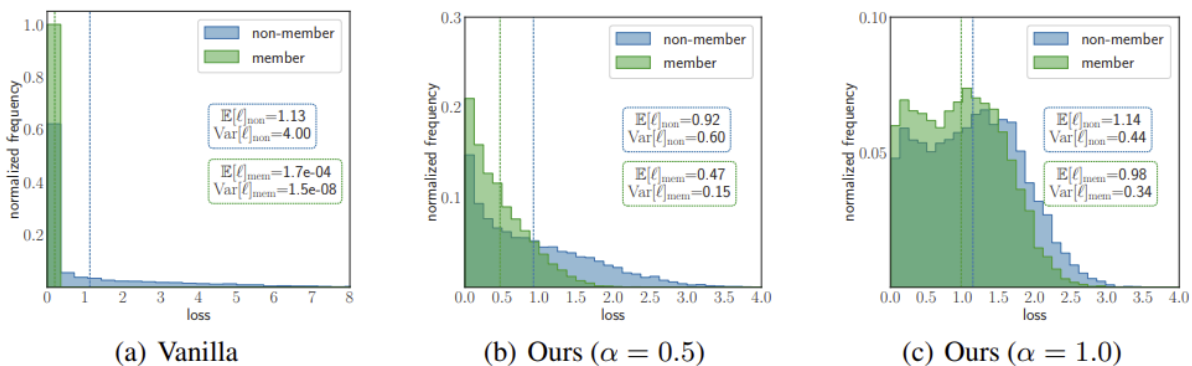 1.0
0.8
0.6
0.4
0.2
normalized frequency
non-member
member
𝔼[ℓ]non=1.13
Var[ℓ]non=4.00
𝔼[ℓ]mem=1.7e-04
Var[ℓ]mem=1.5e-08
0 1 2 3 4 5 6 7 8
loss
(a) Vanilla
0.3
0.2
0.1
normalized frequency
non-member
member
𝔼[ℓ]non=0.92
Var[ℓ]non=0.60
𝔼[ℓ]mem=0.47
Var[ℓ]mem=0.15
0.0 0.5 1.0 1.5 2.0 2.5 3.0 3.5 4.0
loss
(b) Ours (α = 0.5)
0.10
0.05
normalized frequency
non-member
member
𝔼[ℓ]non=1.14
Var[ℓ]non=0.44
𝔼[ℓ]mem=0.98
Var[ℓ]mem=0.34
0.0 0.5 1.0 1.5 2.0 2.5 3.0 3.5 4.0
loss
(c) Ours (α = 1.0)